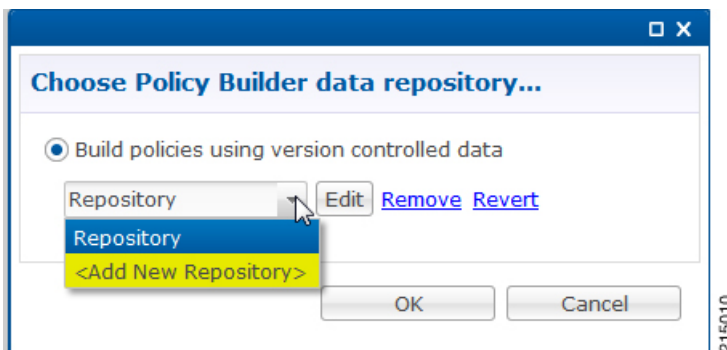 Choose Policy Builder data repository...
Build policies using version controlled data
Repository Edit Remove Revert
Repository
<Add New Repository>
OK Cancel